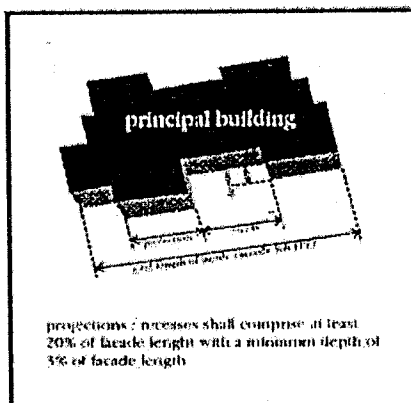 principal building
projection
projections / recesses shall comprise at least
20% of facade lenght with a minimum depth of
3% of facade length